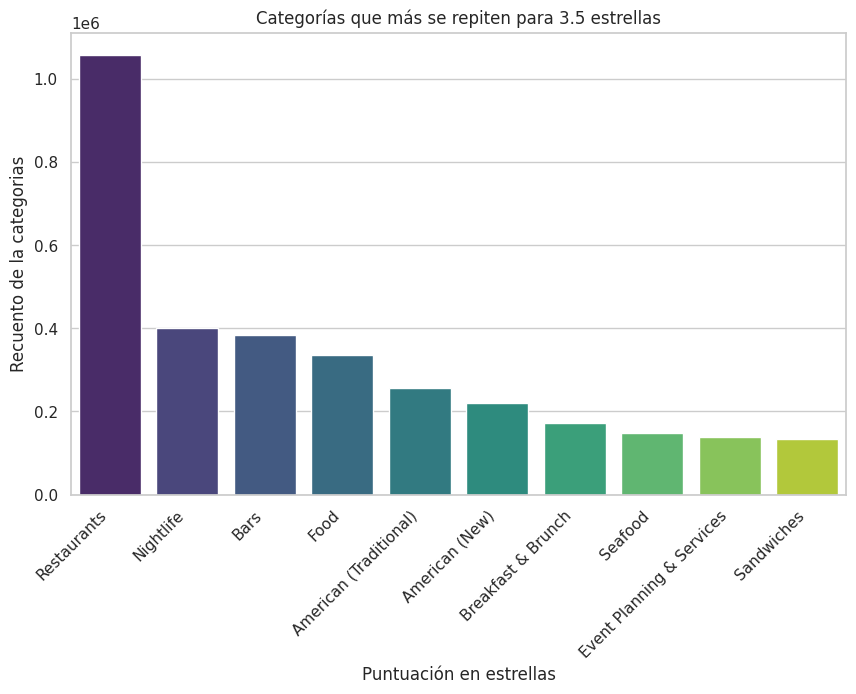 Categorías que más se repiten para 3.5 estrellas
1e6
Recuento de la categorias
1.0
0.8
0.6
0.4
0.2
0.0
Restaurants
Nightlife
Bars
Food
American (Traditional)
American (New)
Breakfast & Brunch
Seafood
Event Planning & Services
Sandwiches
Puntuación en estrellas